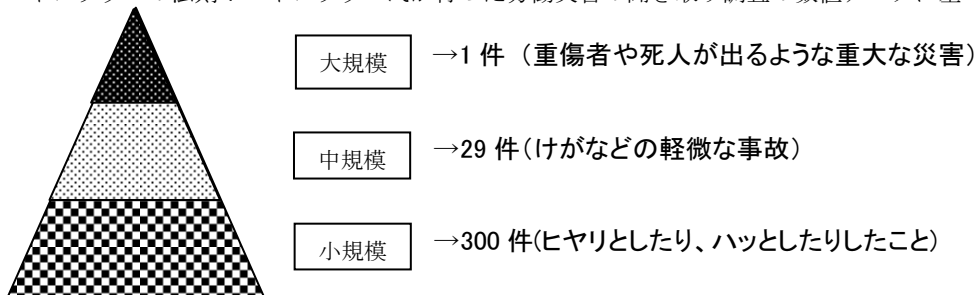 大規模 →1 件 (重傷者や死人が出るような重大な災害)
中規模 →29 件(けがなどの軽微な事故)
小規模 →300 件(ヒヤリとしたり、ハッとしたりしたこと)